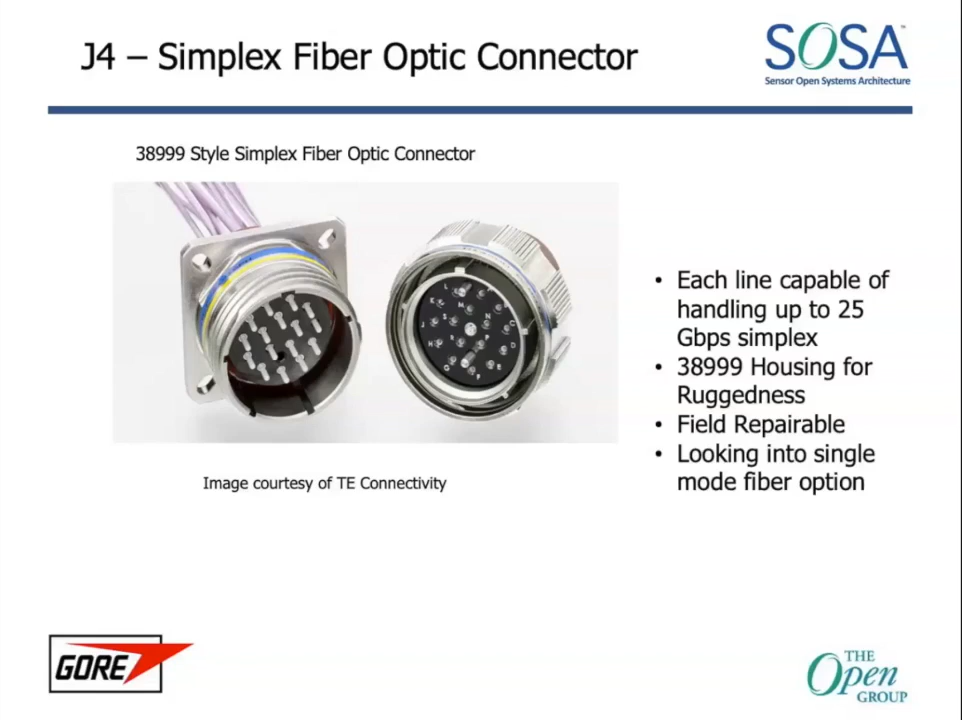 J4 – Simplex Fiber Optic Connector
SOSA™
Sensor Open Systems Architecture
38999 Style Simplex Fiber Optic Connector
• Each line capable of
handling up to 25
Gbps simplex
• 38999 Housing for
Ruggedness
• Field Repairable
• Looking into single
mode fiber option
Image courtesy of TE Connectivity
GORE
THE
Open
GROUP